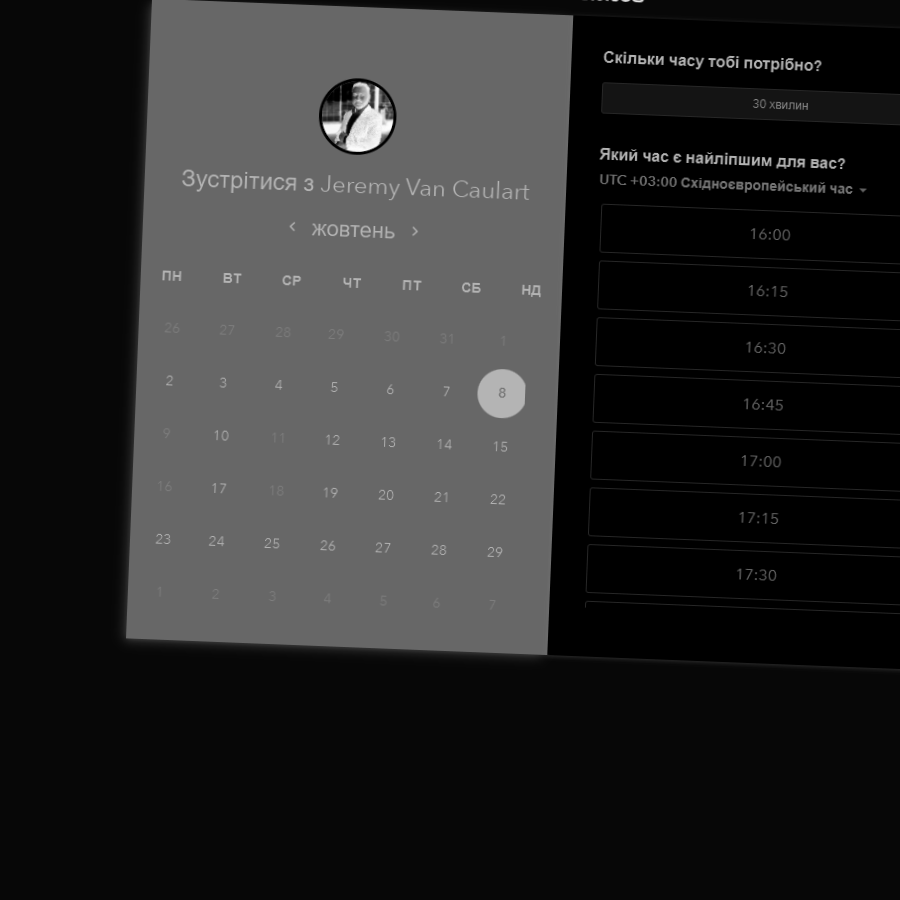 Зустрітися з Jeremy Van Caulart
жовтень
ПН ВТ СР ЧТ ПТ СБ НД
26 27 28 29 30 31 1
2 3 4 5 6 7 8
9 10 11 12 13 14 15
16 17 18 19 20 21 22
23 24 25 26 27 28 29
1 2 3 4 5 6 7
Скільки часу тобі потрібно?
30 хвилин
Який час є найліпшим для вас?
UTC +03:00 Східноєвропейський час
16:00
16:15
16:30
16:45
17:00
17:15
17:30